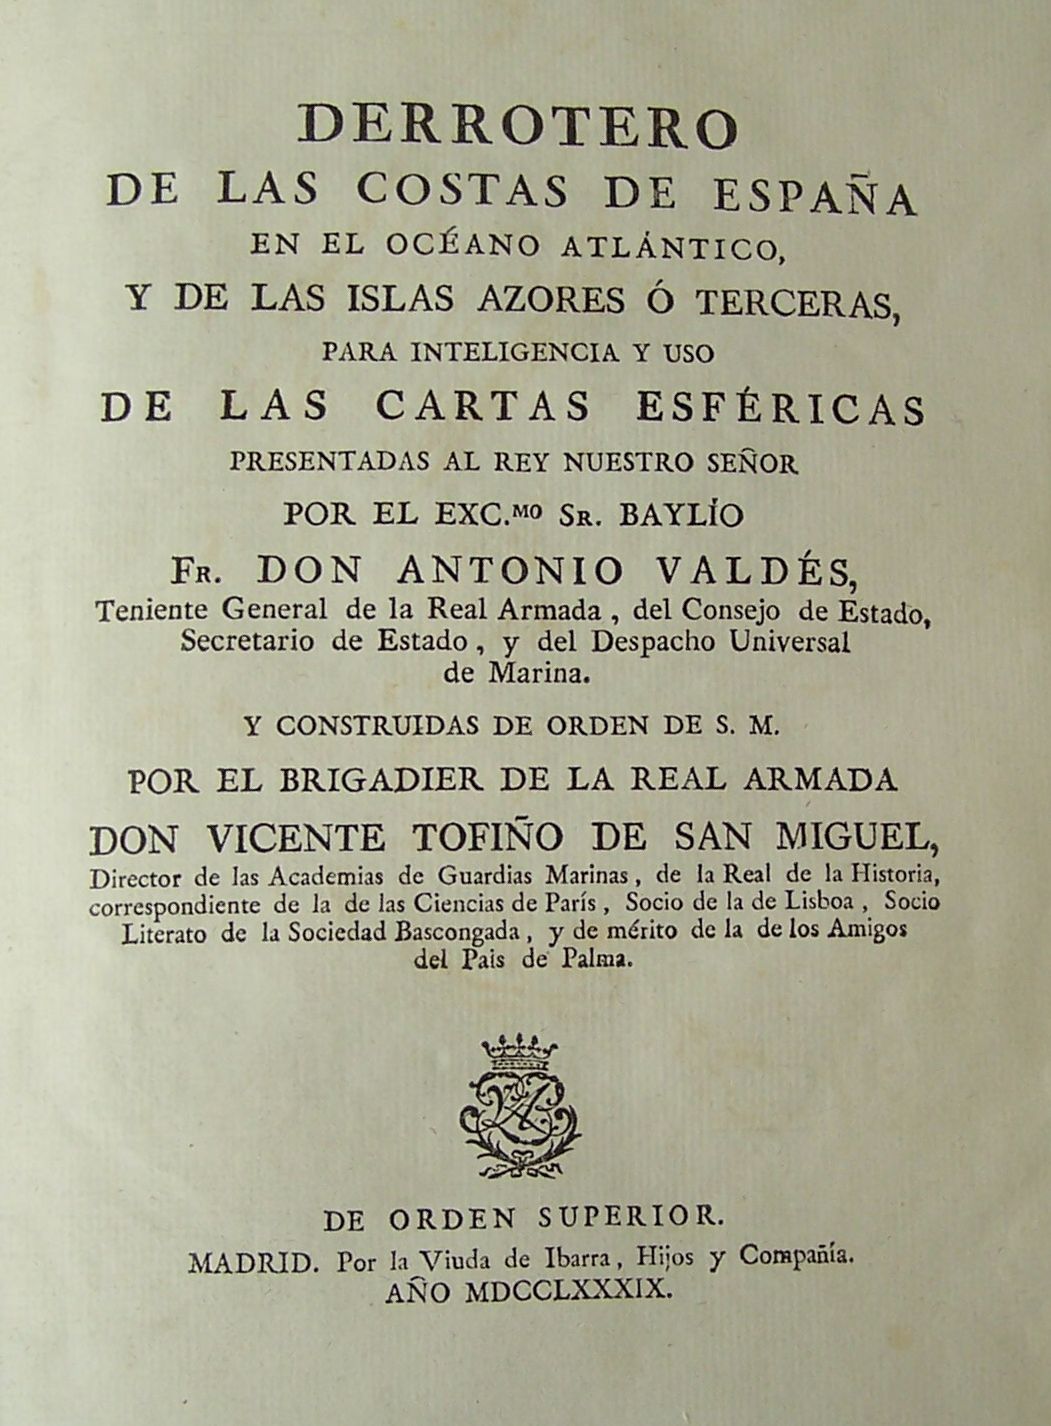 DERROTERO
DE LAS COSTAS DE ESPAÑA
EN EL OCÉANO ATLÁNTICO,
Y DE LAS ISLAS AZORES Ó TERCERAS,
PARA INTELIGENCIA Y USO
DE LAS CARTAS ESFÉRICAS
PRESENTADAS AL REY NUESTRO SEÑOR
POR EL EXC.MO SR. BAYLÍO
FR. DON ANTONIO VALDÉS,
Teniente General de la Real Armada, del Consejo de Estado,
Secretario de Estado, y del Despacho Universal
de Marina.
Y CONSTRUIDAS DE ORDEN DE S. M.
POR EL BRIGADIER DE LA REAL ARMADA
DON VICENTE TOFIÑO DE SAN MIGUEL,
Director de las Academias de Guardias Marinas, de la Real de la Historia,
correspondiente de la de las Ciencias de París, Socio de la de Lisboa, Socio
Literato de la Sociedad Bascongada, y de mérito de la de los Amigos
del Pais de Palma.
DE ORDEN SUPERIOR.
MADRID. Por la Viuda de Ibarra, Hijos y Compañía.
AÑO MDCCLXXXIX.